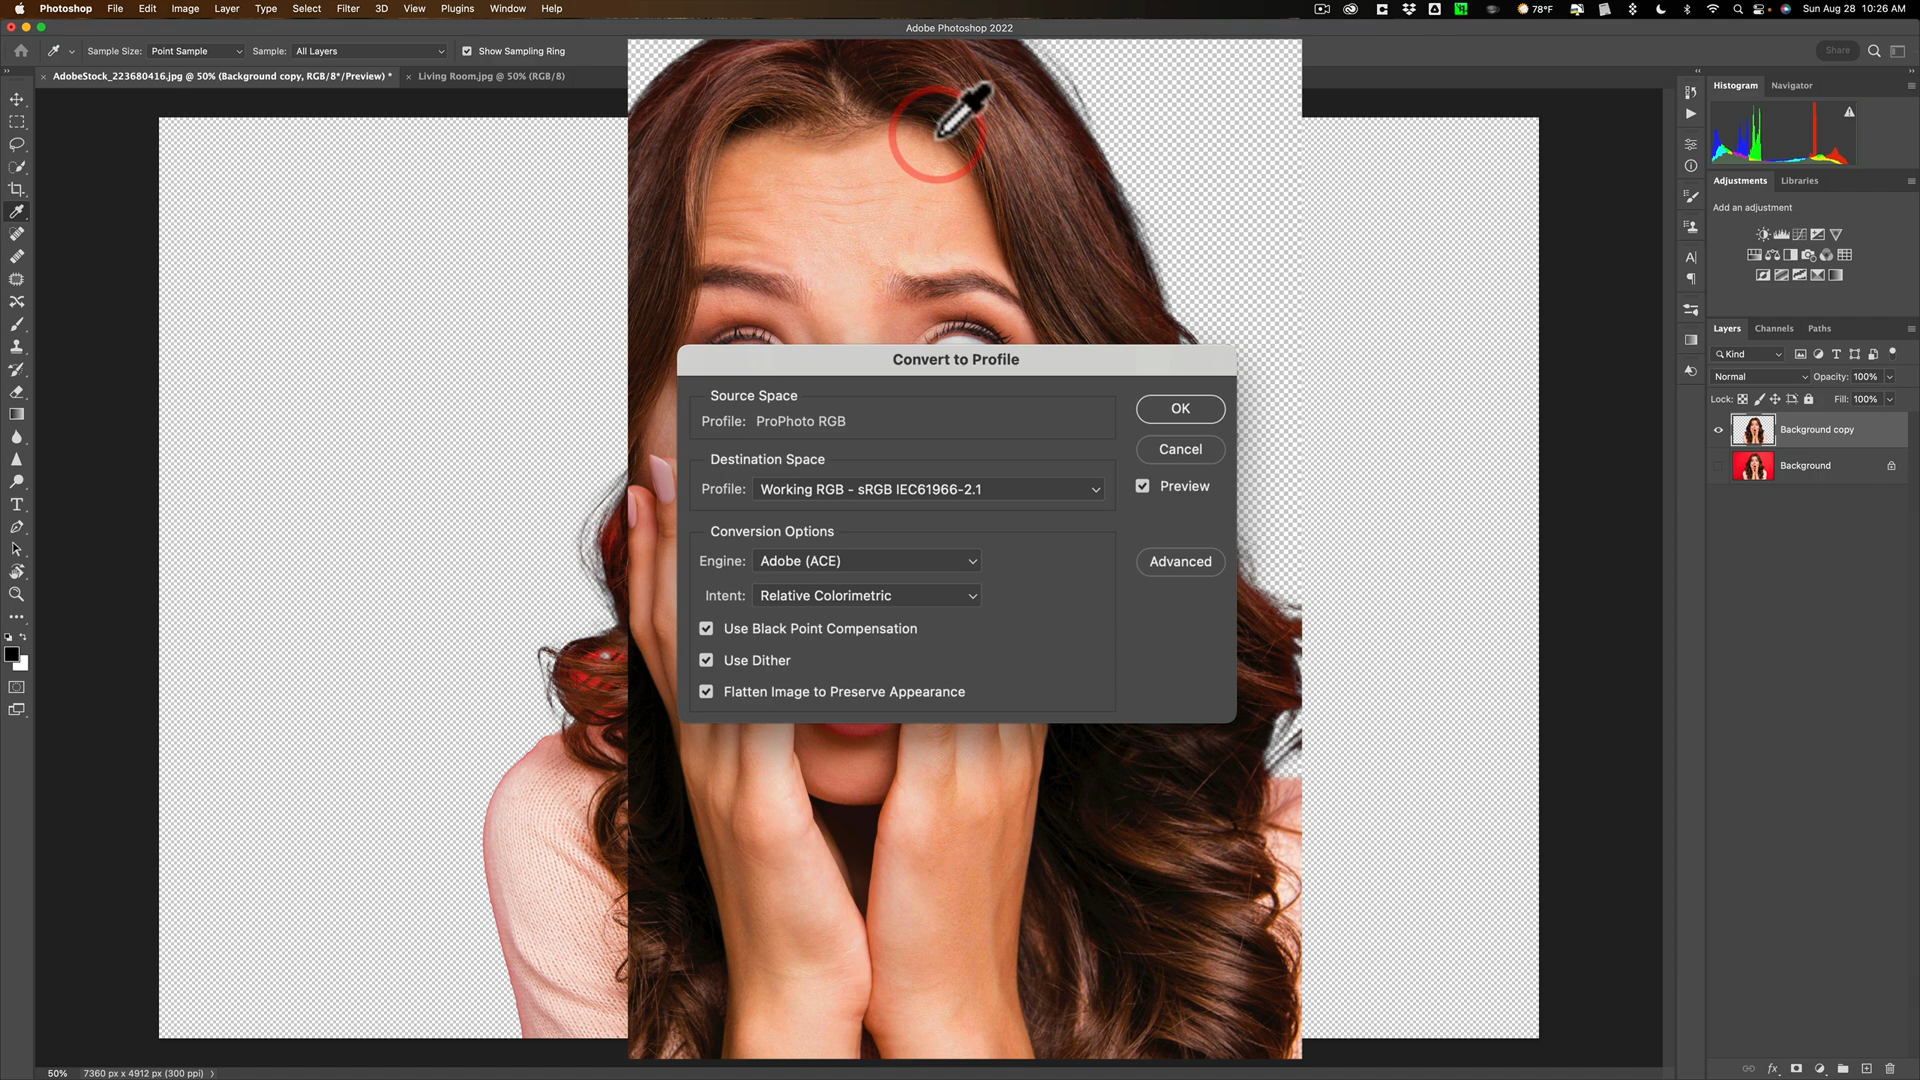 Photoshop File Edit Image Layer Type Select Filter 3D View Plugins Window Help 78°F Sun Aug 28 10:26 AM
Adobe Photoshop 2022
Sample Size: Point Sample Sample: All Layers Show Sampling Ring Share
AdobeStock_223680416.jpg @ 50% (Background copy, RGB/8*/Preview) * Living Room.jpg @ 50% (RGB/8)
Histogram Navigator
Adjustments Libraries
Add an adjustment
Layers Channels Paths
Kind
Normal Opacity: 100%
Lock: Fill: 100%
Background copy
Background
Convert to Profile
Source Space
Profile: ProPhoto RGB
OK
Cancel
Destination Space
Profile: Working RGB - sRGB IEC61966-2.1
Preview
Conversion Options
Engine: Adobe (ACE)
Advanced
Intent: Relative Colorimetric
Use Black Point Compensation
Use Dither
Flatten Image to Preserve Appearance
50% 7360 px x 4912 px (300 ppi)